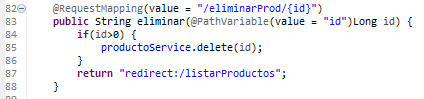 82 @RequestMapping(value = "/eliminarProd/{id}")
83 public String eliminar(@PathVariable(value = "id")Long id) {
84 if(id>0) {
85 productoService.delete(id);
86 }
87 return "redirect:/listarProductos";
88 }